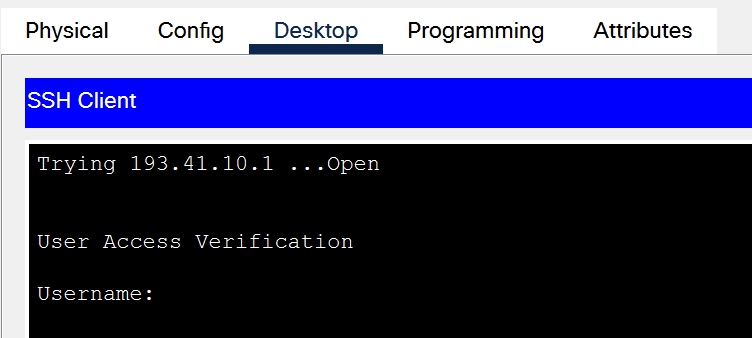 Physical Config Desktop Programming Attributes
SSH Client
Trying 193.41.10.1 ...Open
User Access Verification
Username: